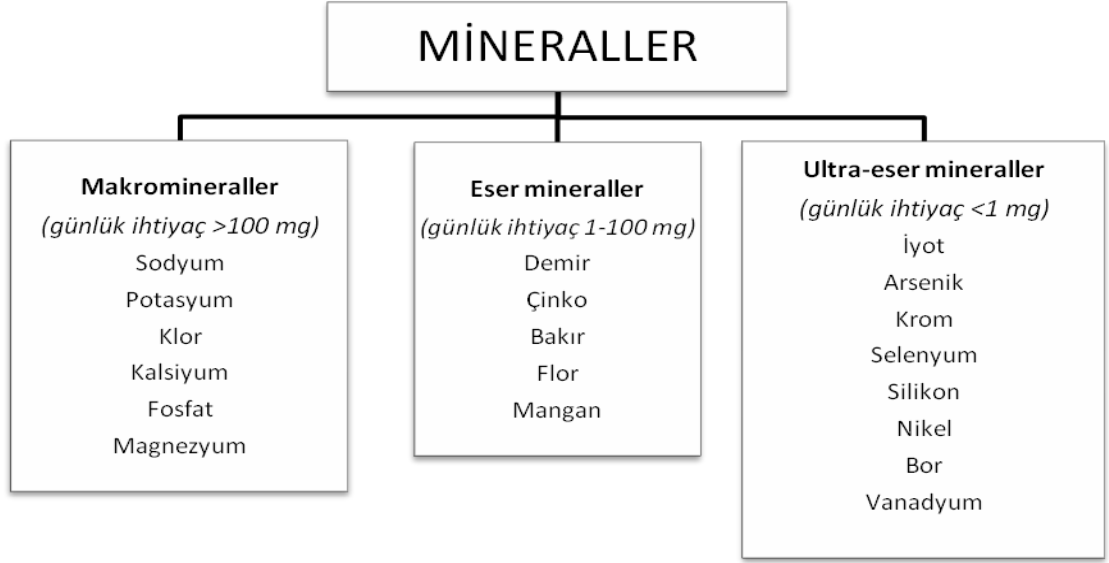 MİNERALLER
Makromineraller
(günlük ihtiyaç >100 mg)
Sodyum
Potasyum
Klor
Kalsiyum
Fosfat
Magnezyum
Eser mineraller
(günlük ihtiyaç 1-100 mg)
Demir
Çinko
Bakır
Flor
Mangan
Ultra-eser mineraller
(günlük ihtiyaç <1 mg)
İyot
Arsenik
Krom
Selenyum
Silikon
Nikel
Bor
Vanadyum